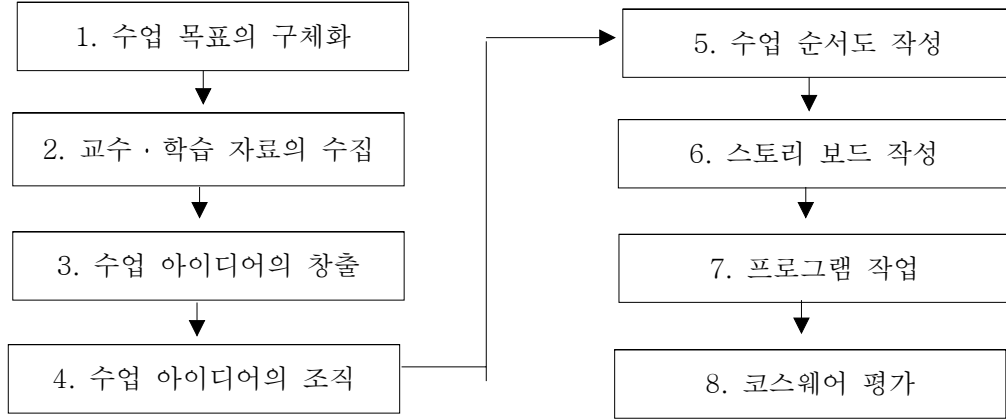 1. 수업 목표의 구체화
2. 교수·학습 자료의 수집
3. 수업 아이디어의 창출
4. 수업 아이디어의 조직
5. 수업 순서도 작성
6. 스토리 보드 작성
7. 프로그램 작업
8. 코스웨어 평가